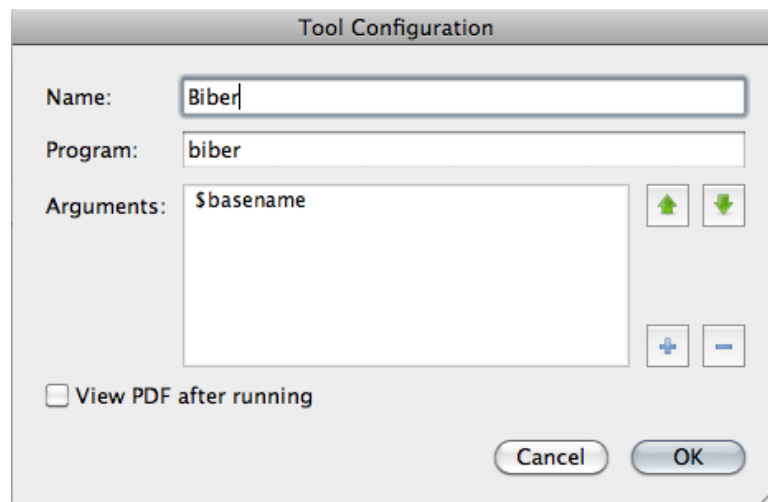 Tool Configuration
Name: Biber
Program: biber
Arguments: $basename
View PDF after running
Cancel OK